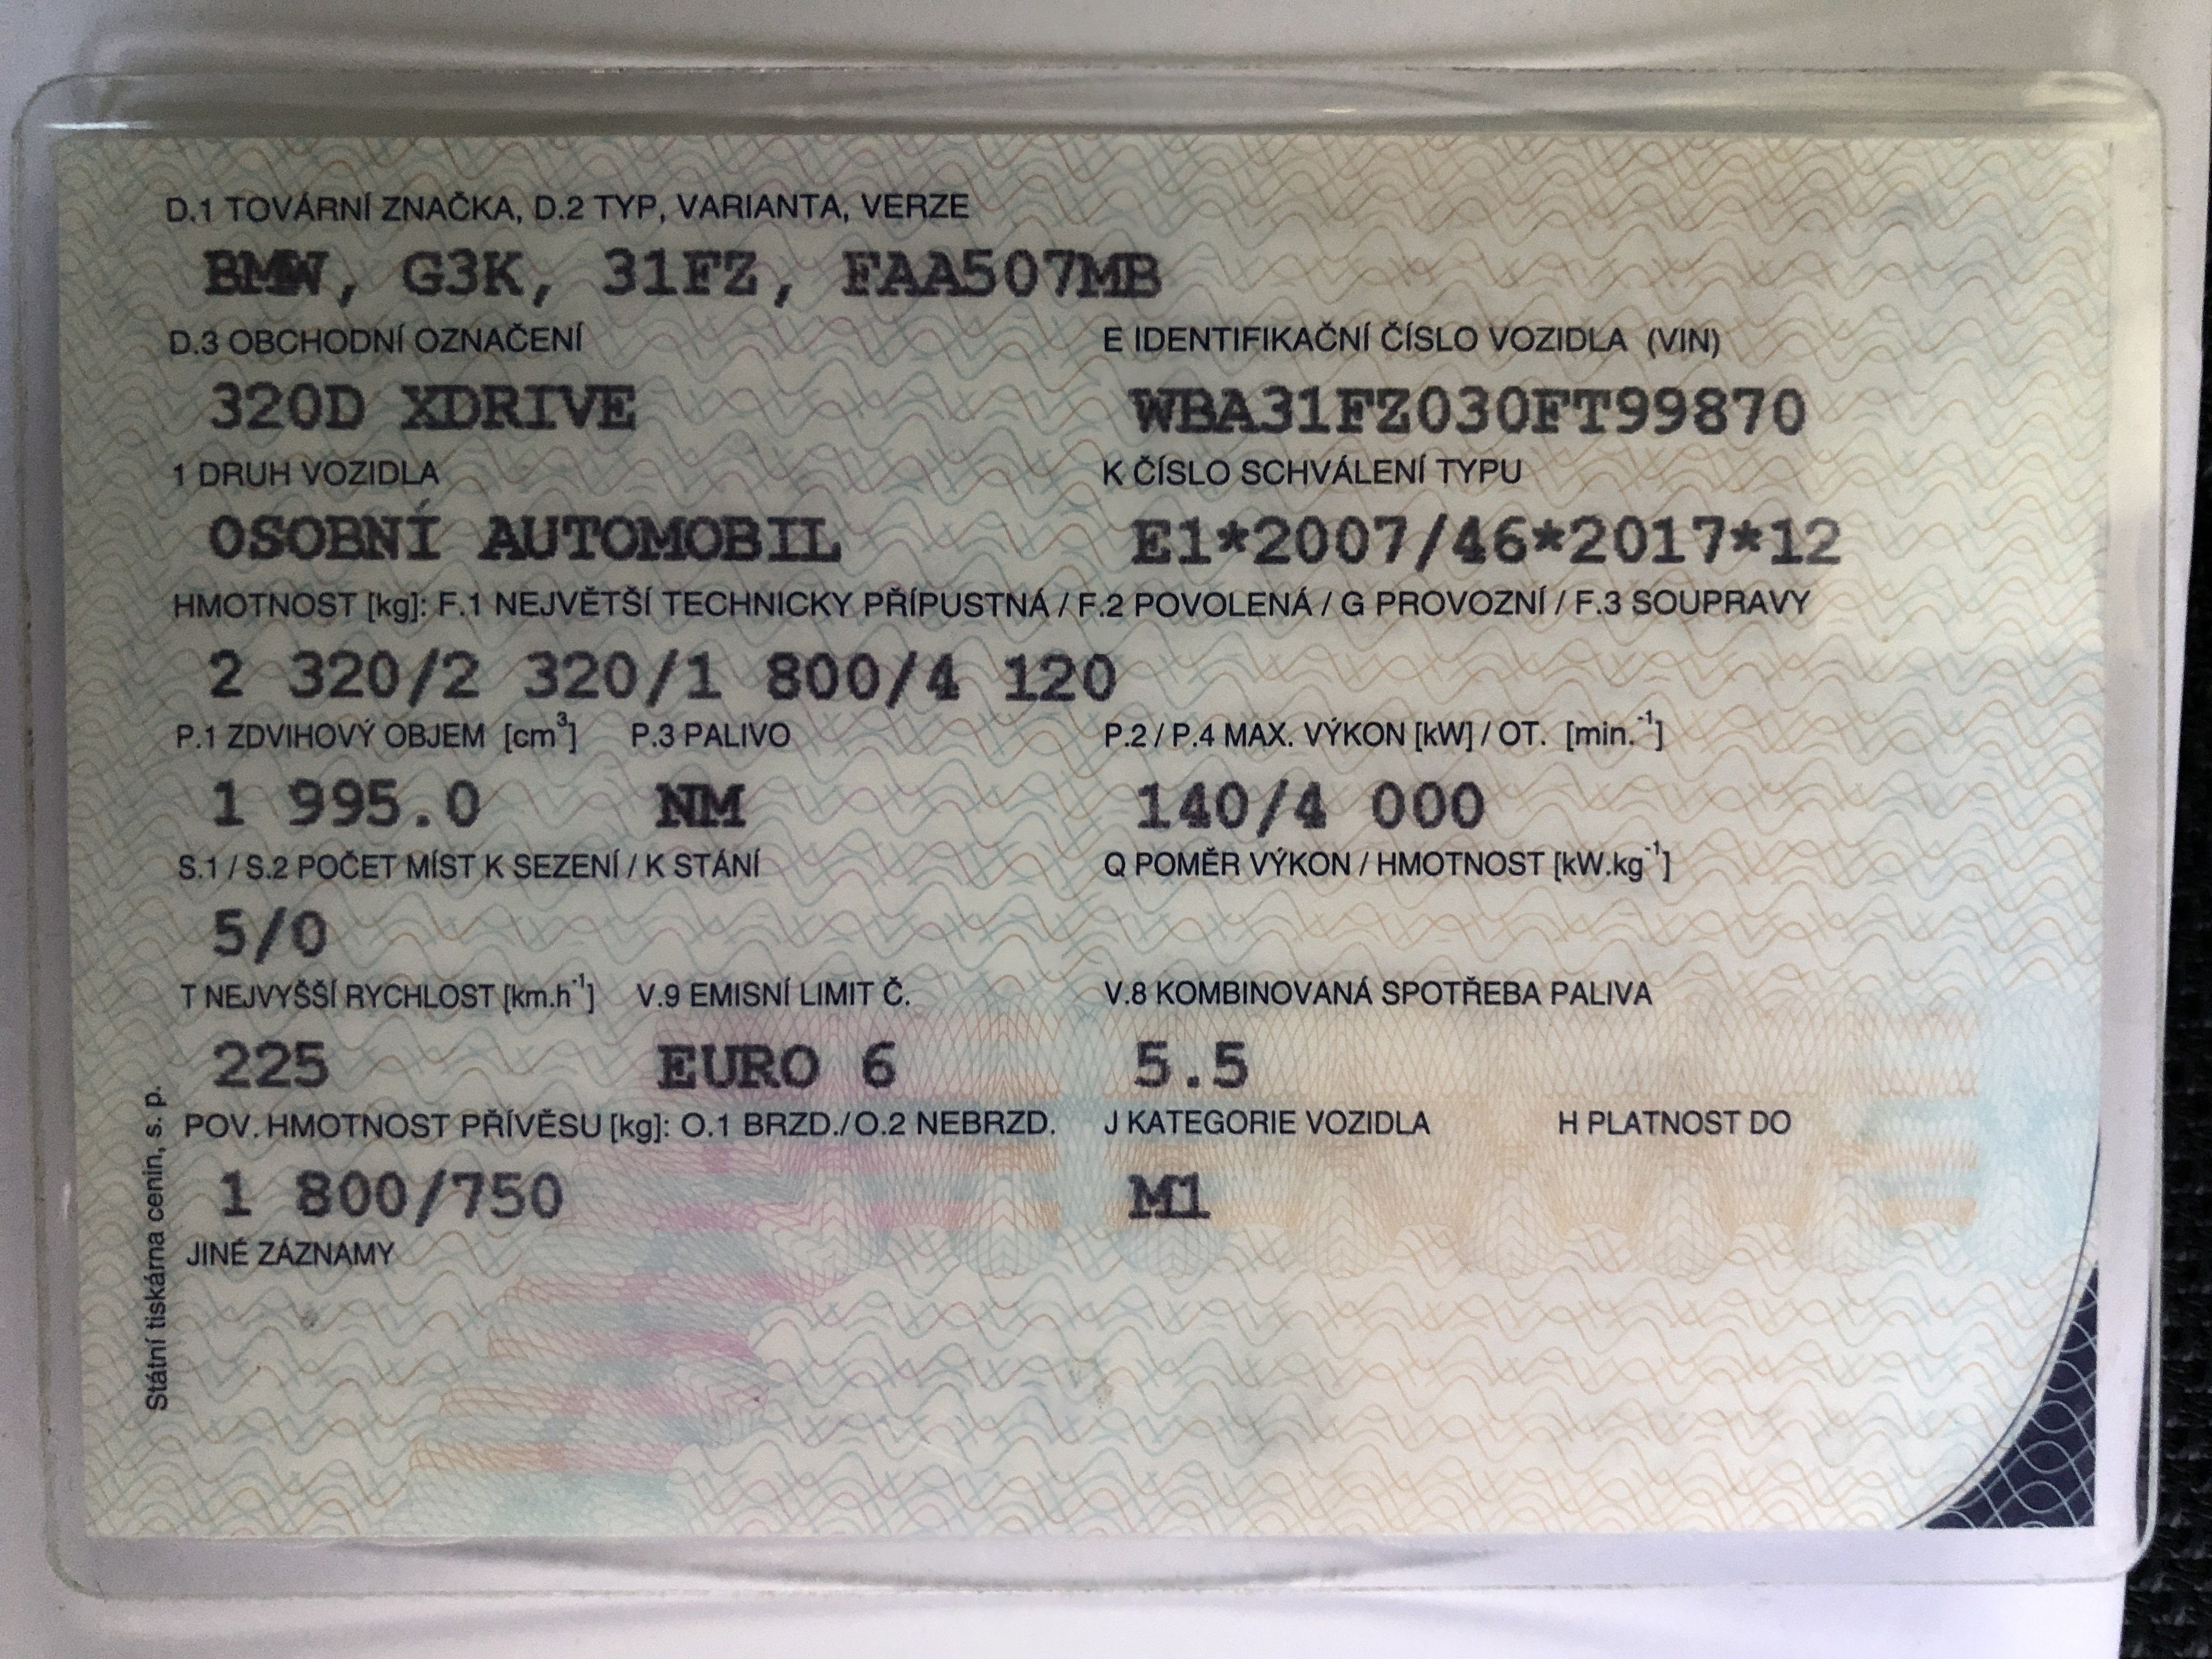 D.1 TOVÁRNÍ ZNAČKA, D.2 TYP, VARIANTA, VERZE
BMW, G3K, 31FZ, FAA507MB
D.3 OBCHODNÍ OZNAČENÍ E IDENTIFIKAČNÍ ČÍSLO VOZIDLA (VIN)
320D XDRIVE WBA31FZ030FT99870
1 DRUH VOZIDLA K ČÍSLO SCHVÁLENÍ TYPU
OSOBNÍ AUTOMOBIL E1*2007/46*2017*12
HMOTNOST [kg]: F.1 NEJVĚTŠÍ TECHNICKY PŘÍPUSTNÁ / F.2 POVOLENÁ / G PROVOZNÍ / F.3 SOUPRAVY
2 320/2 320/1 800/4 120
P.1 ZDVIHOVÝ OBJEM [cm³] P.3 PALIVO P.2 / P.4 MAX. VÝKON [kW] / OT. [min.⁻¹]
1 995.0 NM 140/4 000
S.1 / S.2 POČET MÍST K SEZENÍ / K STÁNÍ Q POMĚR VÝKON / HMOTNOST [kW.kg⁻¹]
5/0
T NEJVYŠŠÍ RYCHLOST [km.h⁻¹] V.9 EMISNÍ LIMIT Č. V.8 KOMBINOVANÁ SPOTŘEBA PALIVA
225 EURO 6 5.5
POV. HMOTNOST PŘÍVĚSU [kg]: O.1 BRZD./O.2 NEBRZD. J KATEGORIE VOZIDLA H PLATNOST DO
1 800/750 M1
JINÉ ZÁZNAMY
Státní tiskárna cenin, s. p.